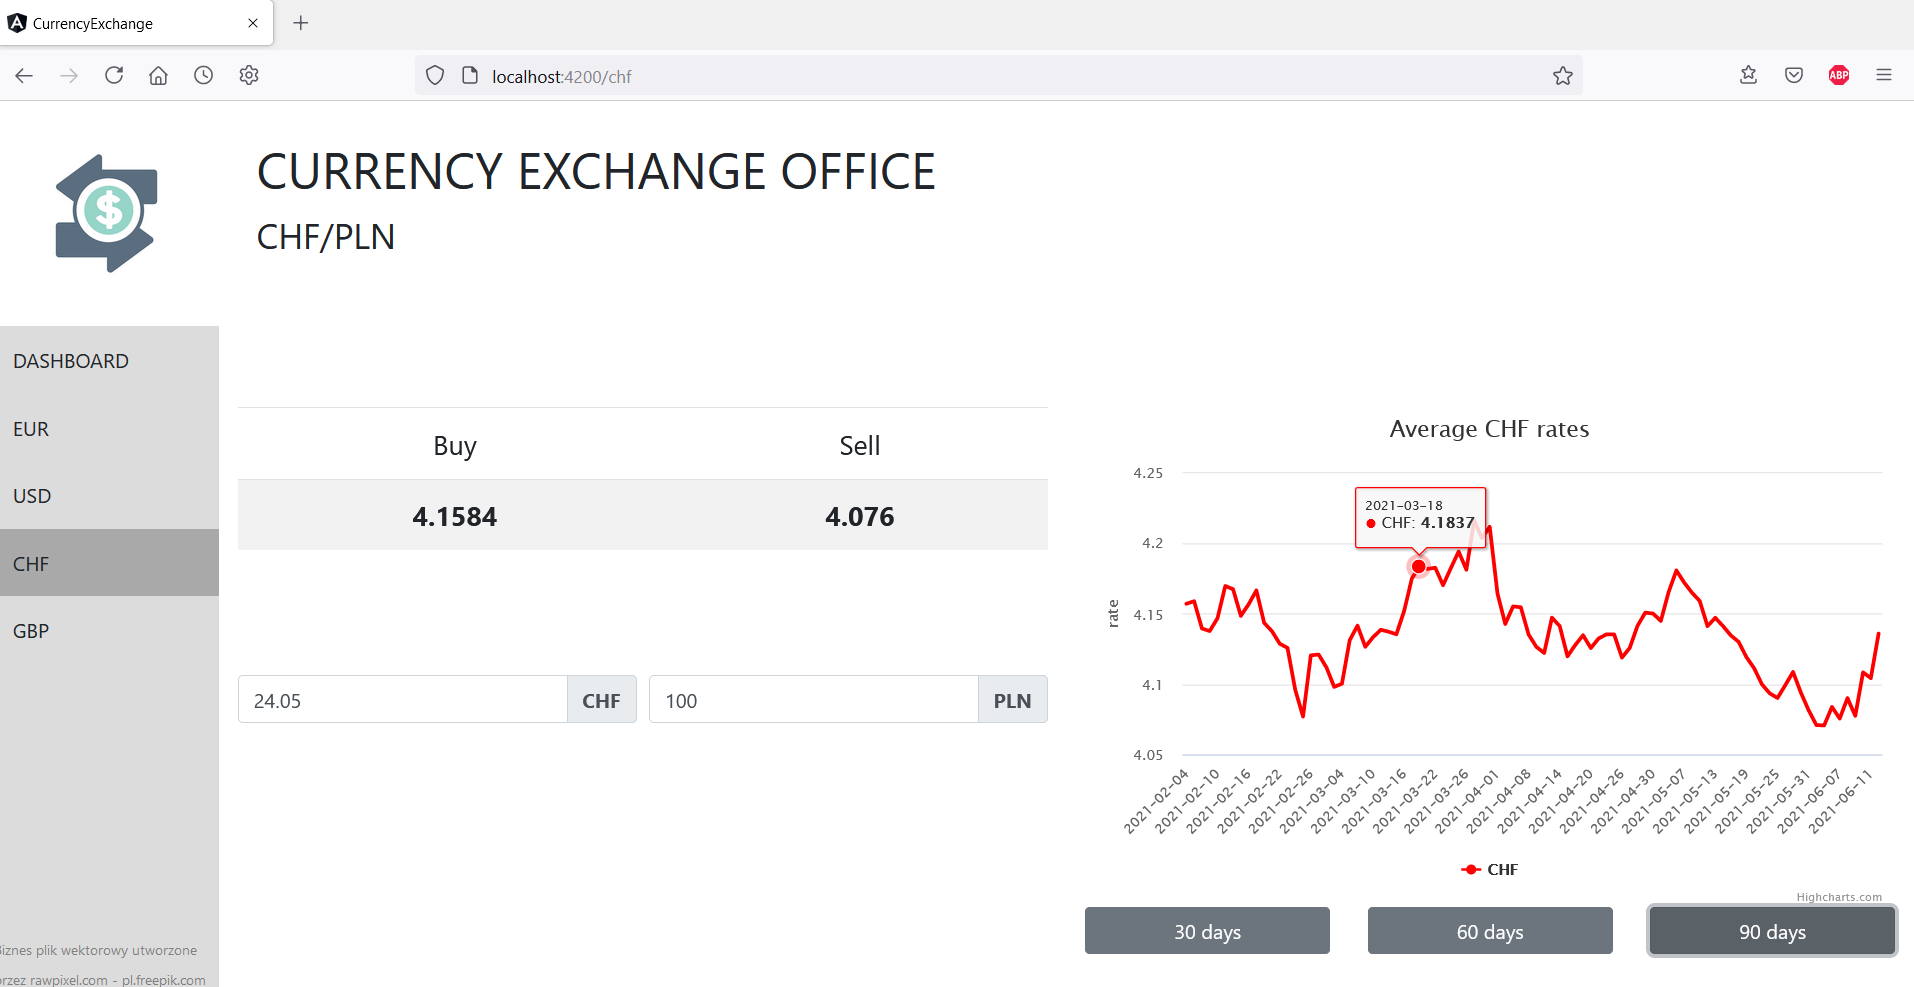 CurrencyExchange
localhost:4200/chf
ABP
CURRENCY EXCHANGE OFFICE
CHF/PLN
$
DASHBOARD
EUR
USD
CHF
GBP
Buy Sell
4.1584 4.076
24.05 CHF 100 PLN
Average CHF rates
4.25
4.2
4.15
4.1
4.05
rate
2021-03-18
CHF: 4.1837
2021-02-04 2021-02-10 2021-02-16 2021-02-22 2021-02-26 2021-03-04 2021-03-10 2021-03-16 2021-03-22 2021-03-26 2021-04-01 2021-04-08 2021-04-14 2021-04-20 2021-04-26 2021-04-30 2021-05-07 2021-05-13 2021-05-19 2021-05-25 2021-05-31 2021-06-07 2021-06-11
CHF
Highcharts.com
30 days 60 days 90 days
iznes plik wektorowy utworzone
rzez rawpixel.com - pl.freepik.com